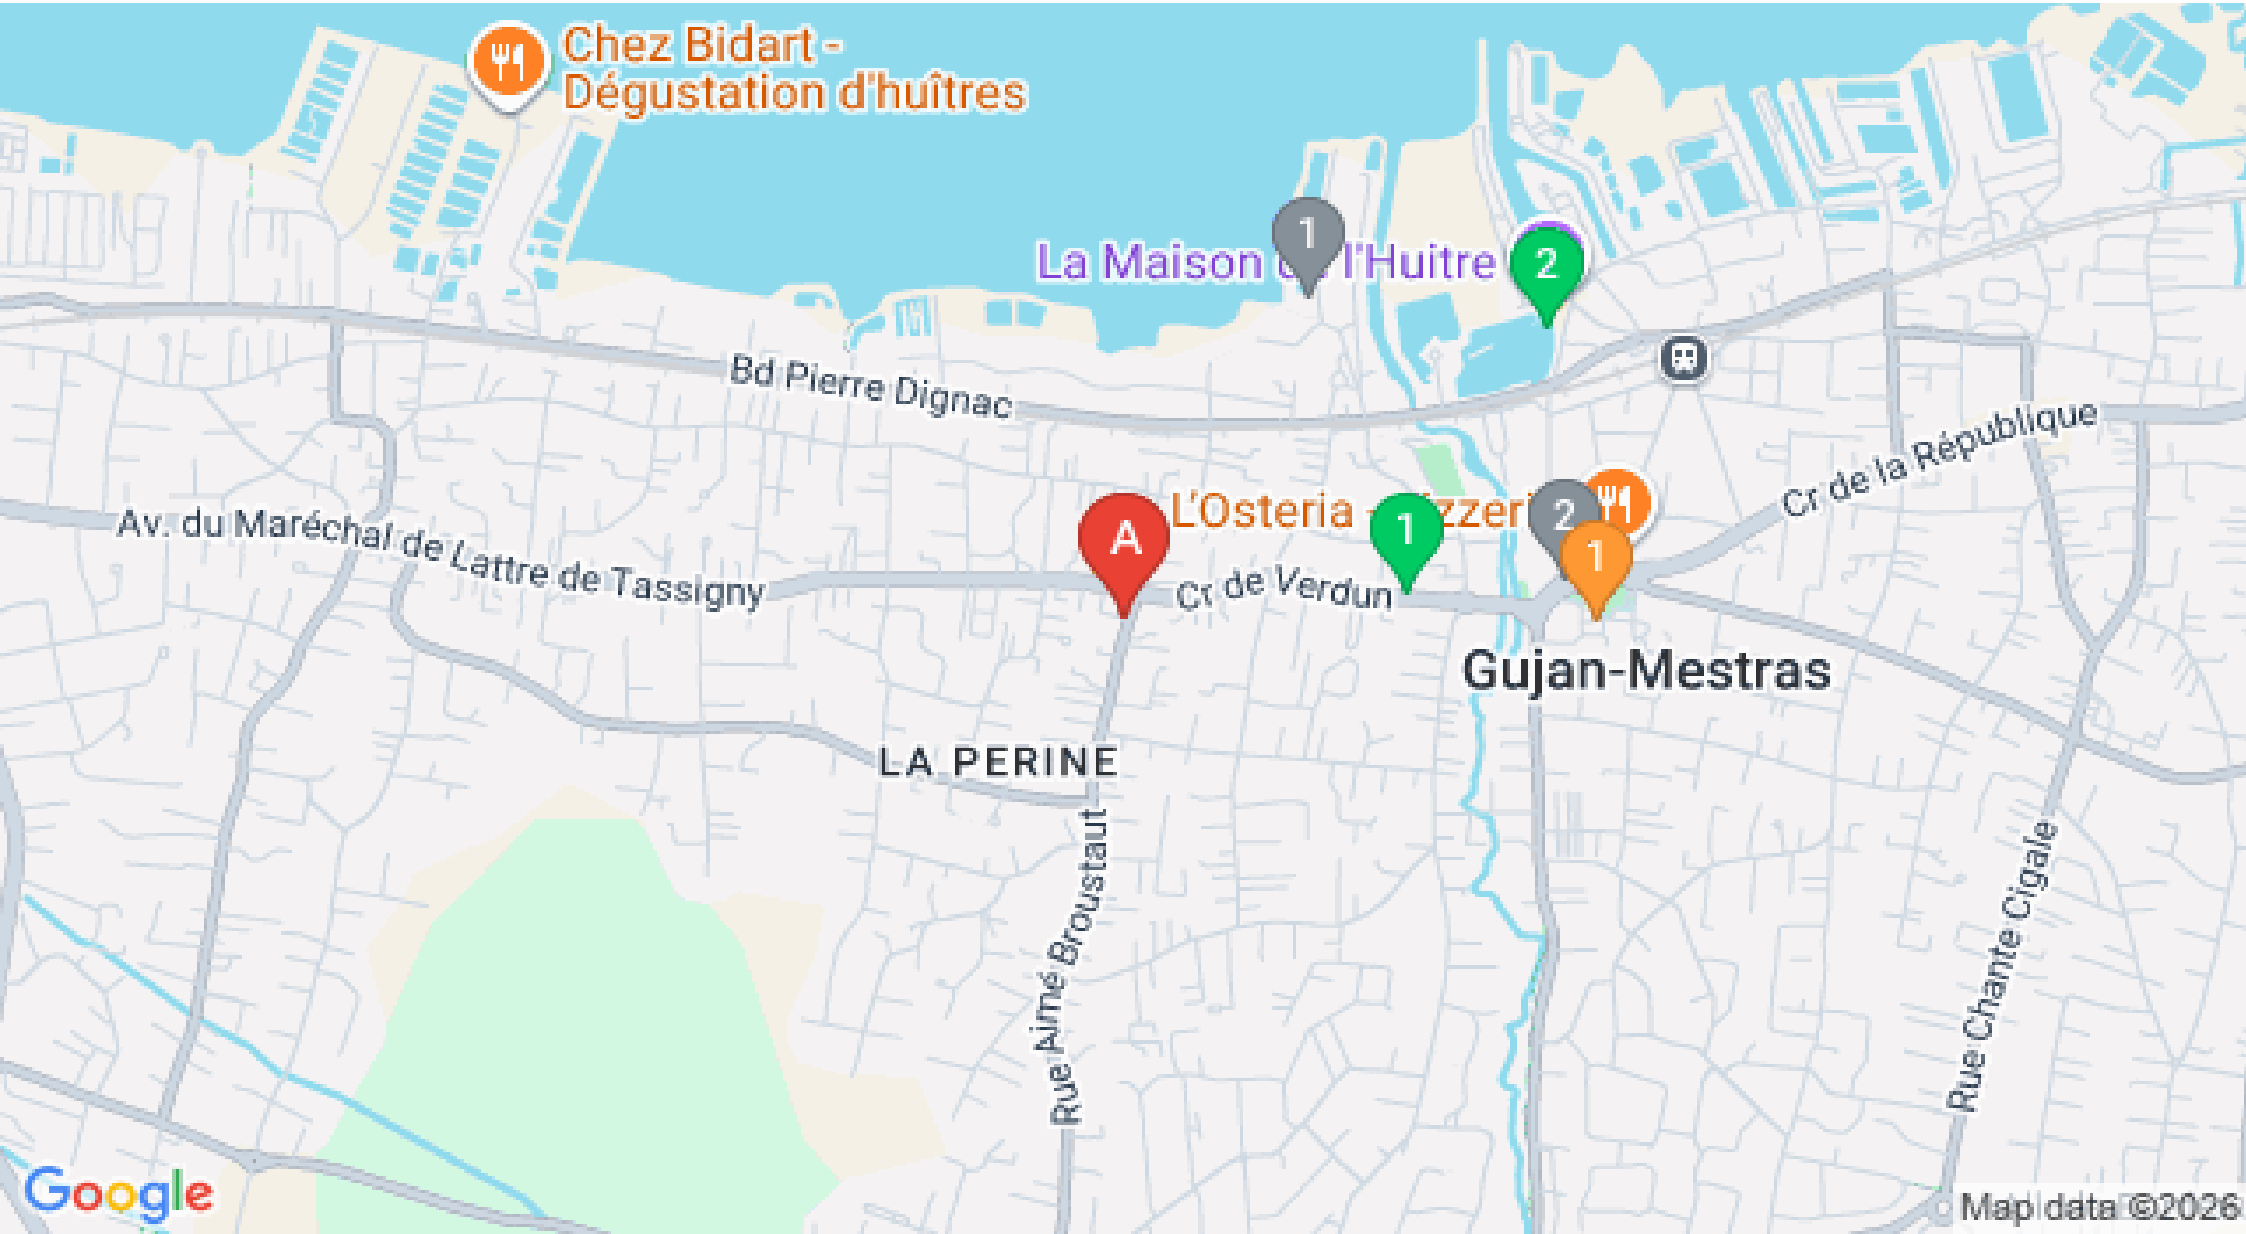 Chez Bidart -
Dégustation d'huîtres
1
La Maison l'Huitre
2
Bd Pierre Dignac
Cr de la République
L'Osteria -
2
1
1
A
Av. du Maréchal de Lattre de Tassigny
Cr de Verdun
Gujan-Mestras
LA PERINE
Rue Aimé Broustaut
Rue Chante Cigale
Google
Map data ©2026